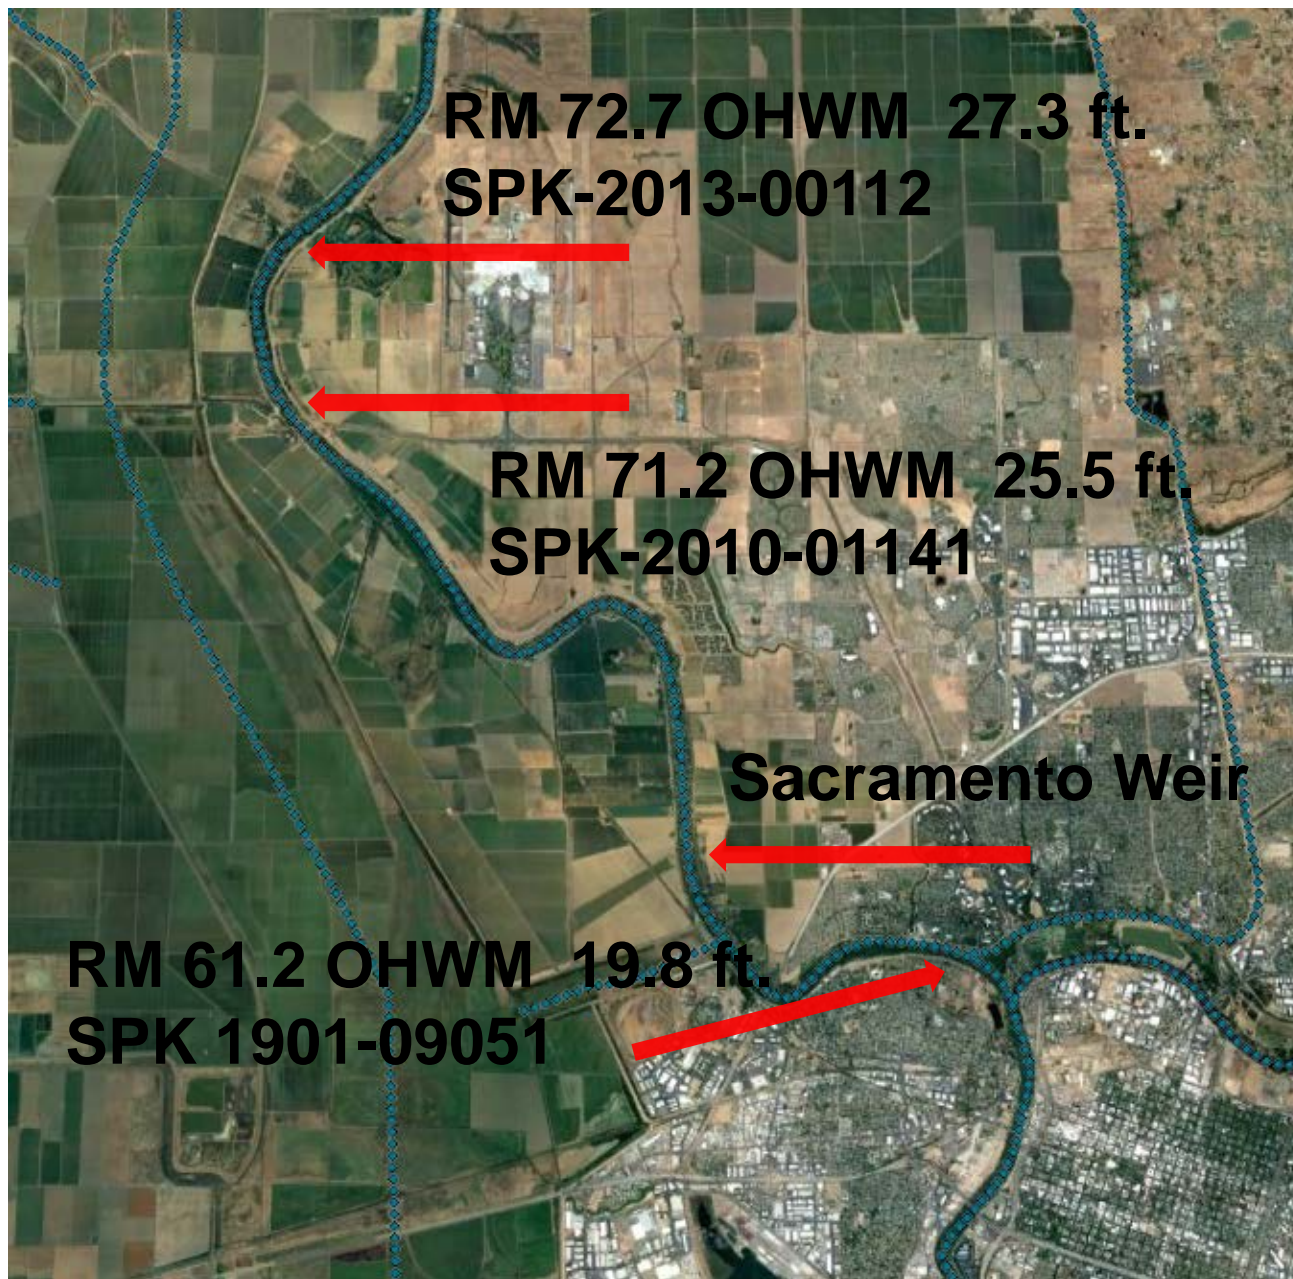 RM 72.7 OHWM  27.3 ft.
SPK-2013-00112
RM 71.2 OHWM  25.5 ft.
SPK-2010-01141
Sacramento Weir
RM 61.2 OHWM  19.8 ft.
SPK 1901-09051